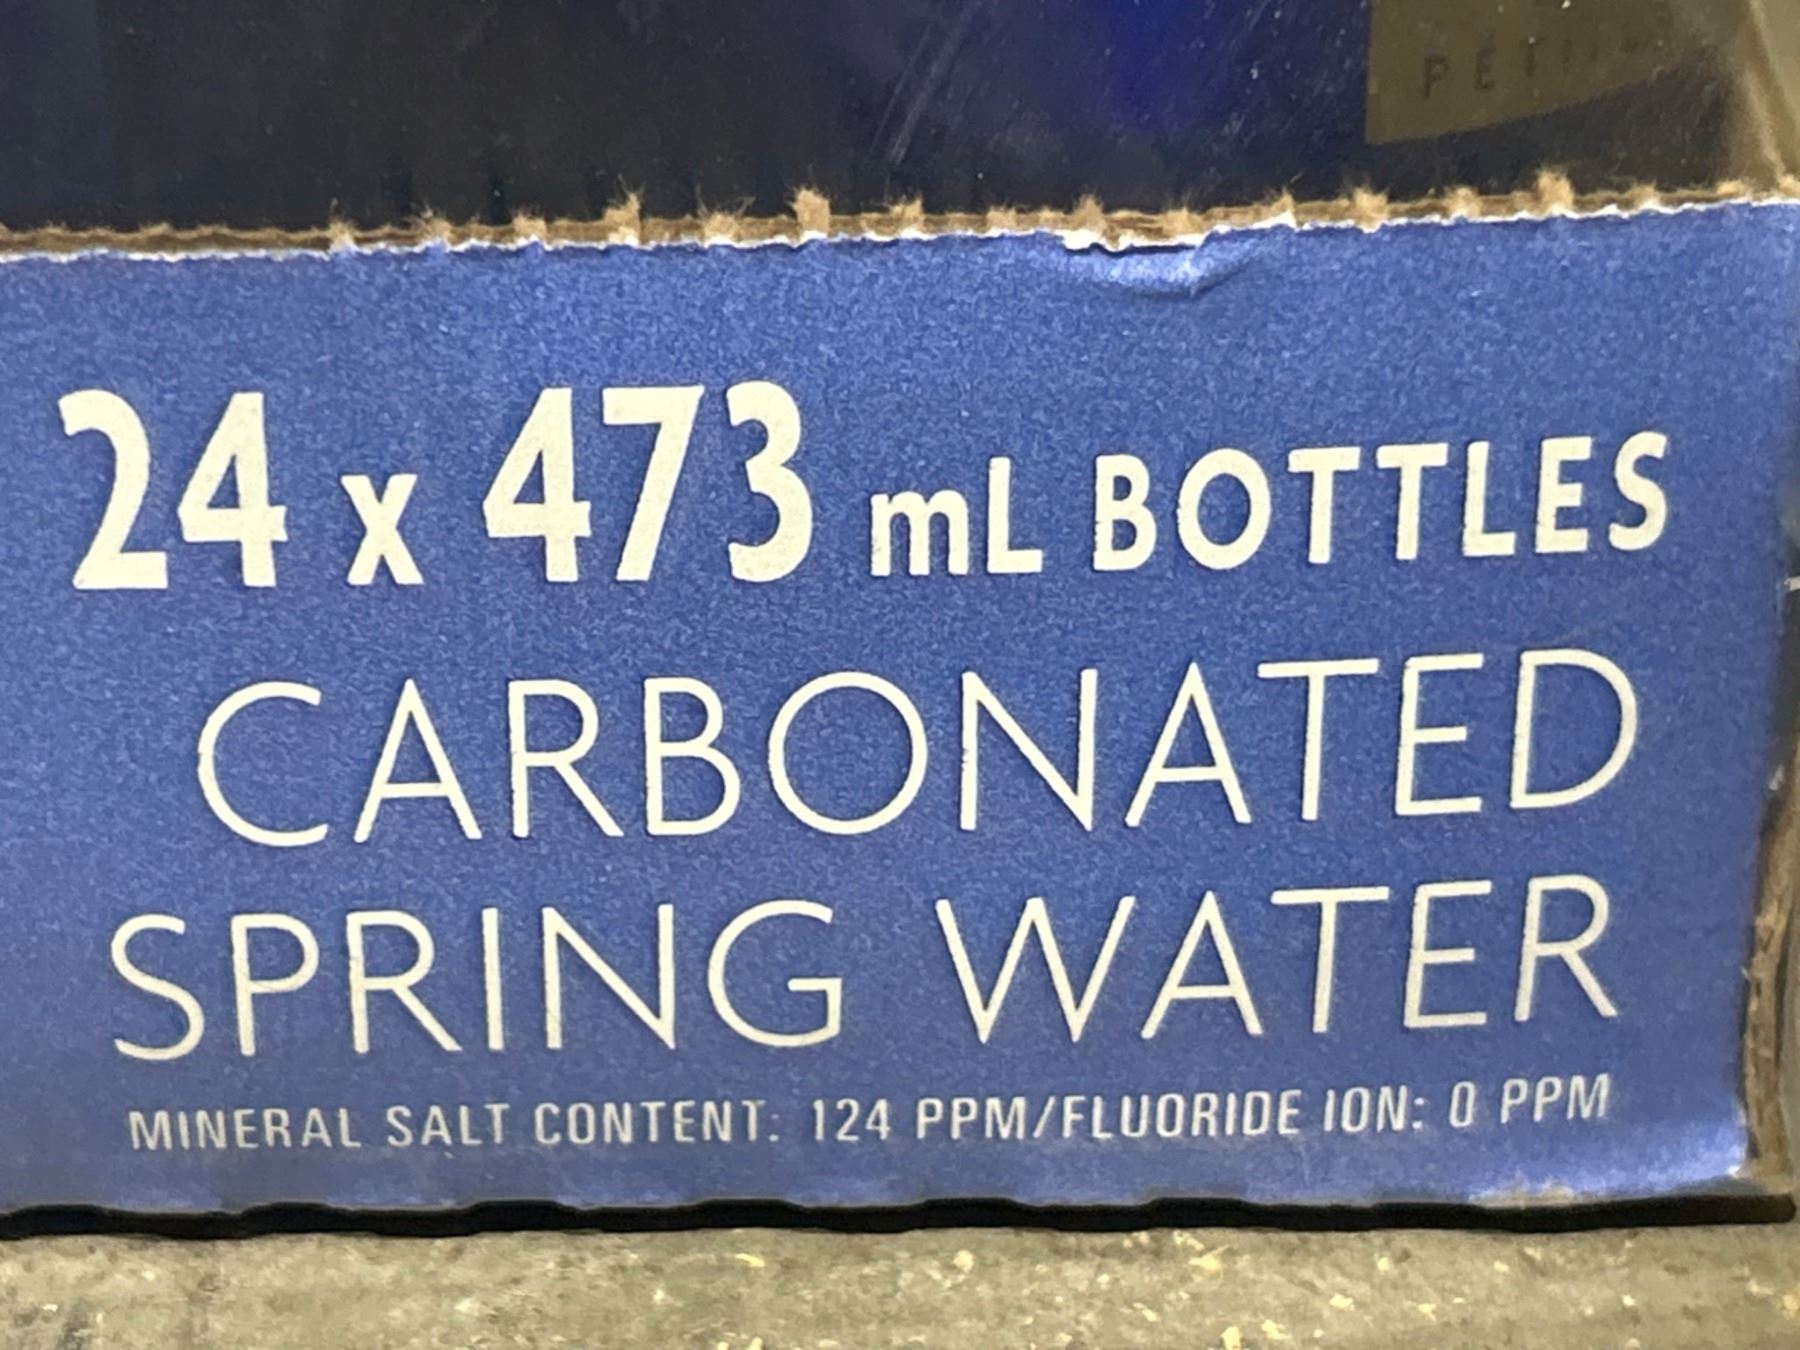 24 x 473 mL BOTTLES
CARBONATED
SPRING WATER
MINERAL SALT CONTENT: 124 PPM/FLUORIDE ION: 0 PPM